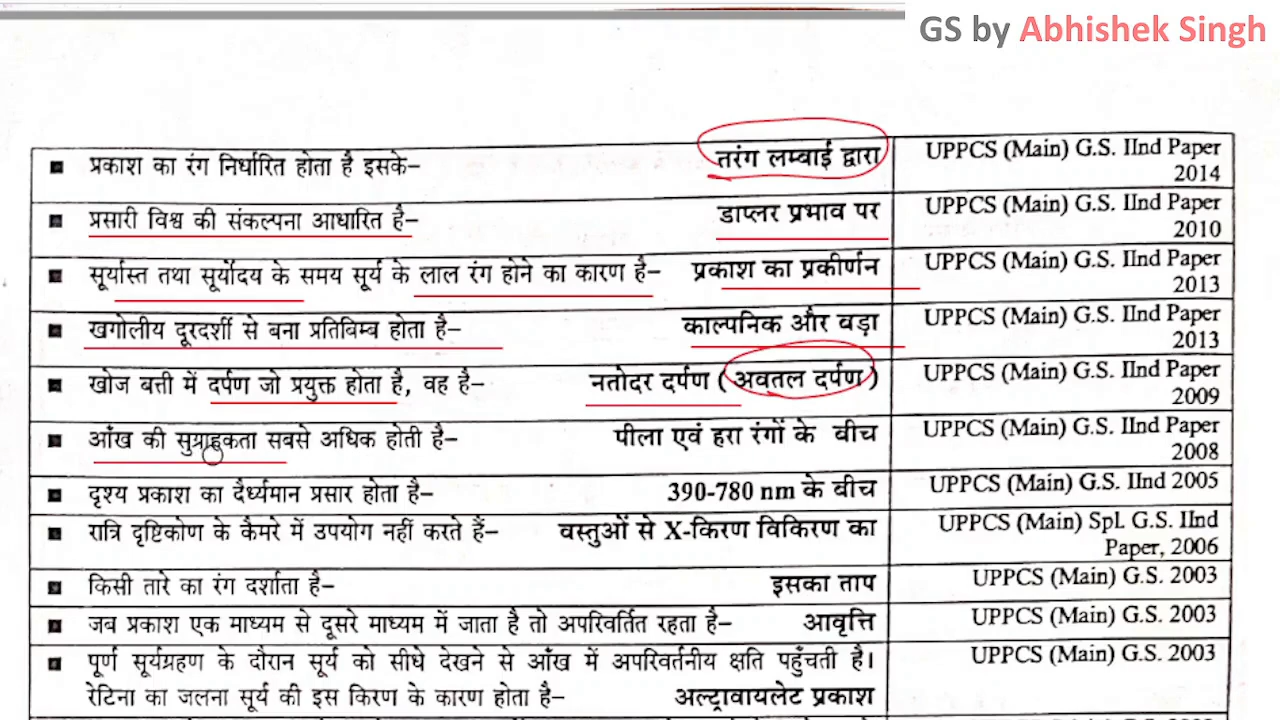 GS by Abhishek Singh
प्रकाश का रंग निर्धारित होता है इसके– तरंग लम्बाई द्वारा UPPCS (Main) G.S. IInd Paper
2014
प्रसारी विश्व की संकल्पना आधारित है– डाप्लर प्रभाव पर UPPCS (Main) G.S. IInd Paper
2010
सूर्यास्त तथा सूर्योदय के समय सूर्य के लाल रंग होने का कारण है– प्रकाश का प्रकीर्णन UPPCS (Main) G.S. IInd Paper
2013
खगोलीय दूरदर्शी से बना प्रतिबिम्ब होता है– काल्पनिक और बड़ा UPPCS (Main) G.S. IInd Paper
2013
खोज बत्ती में दर्पण जो प्रयुक्त होता है, वह है– नतोदर दर्पण ( अवतल दर्पण ) UPPCS (Main) G.S. IInd Paper
2009
आँख की सुग्राहकता सबसे अधिक होती है– पीला एवं हरा रंगों के बीच UPPCS (Main) G.S. IInd Paper
2008
दृश्य प्रकाश का दैर्ध्यमान प्रसार होता है– 390-780 nm के बीच UPPCS (Main) G.S. IInd 2005
रात्रि दृष्टिकोण के कैमरे में उपयोग नहीं करते हैं– वस्तुओं से X-किरण विकिरण का UPPCS (Main) Spl. G.S. IInd
Paper, 2006
किसी तारे का रंग दर्शाता है– इसका ताप UPPCS (Main) G.S. 2003
जब प्रकाश एक माध्यम से दूसरे माध्यम में जाता है तो अपरिवर्तित रहता है– आवृत्ति UPPCS (Main) G.S. 2003
पूर्ण सूर्यग्रहण के दौरान सूर्य को सीधे देखने से आँख में अपरिवर्तनीय क्षति पहुँचती है। UPPCS (Main) G.S. 2003
रेटिना का जलना सूर्य की इस किरण के कारण होता है– अल्ट्रावायलेट प्रकाश